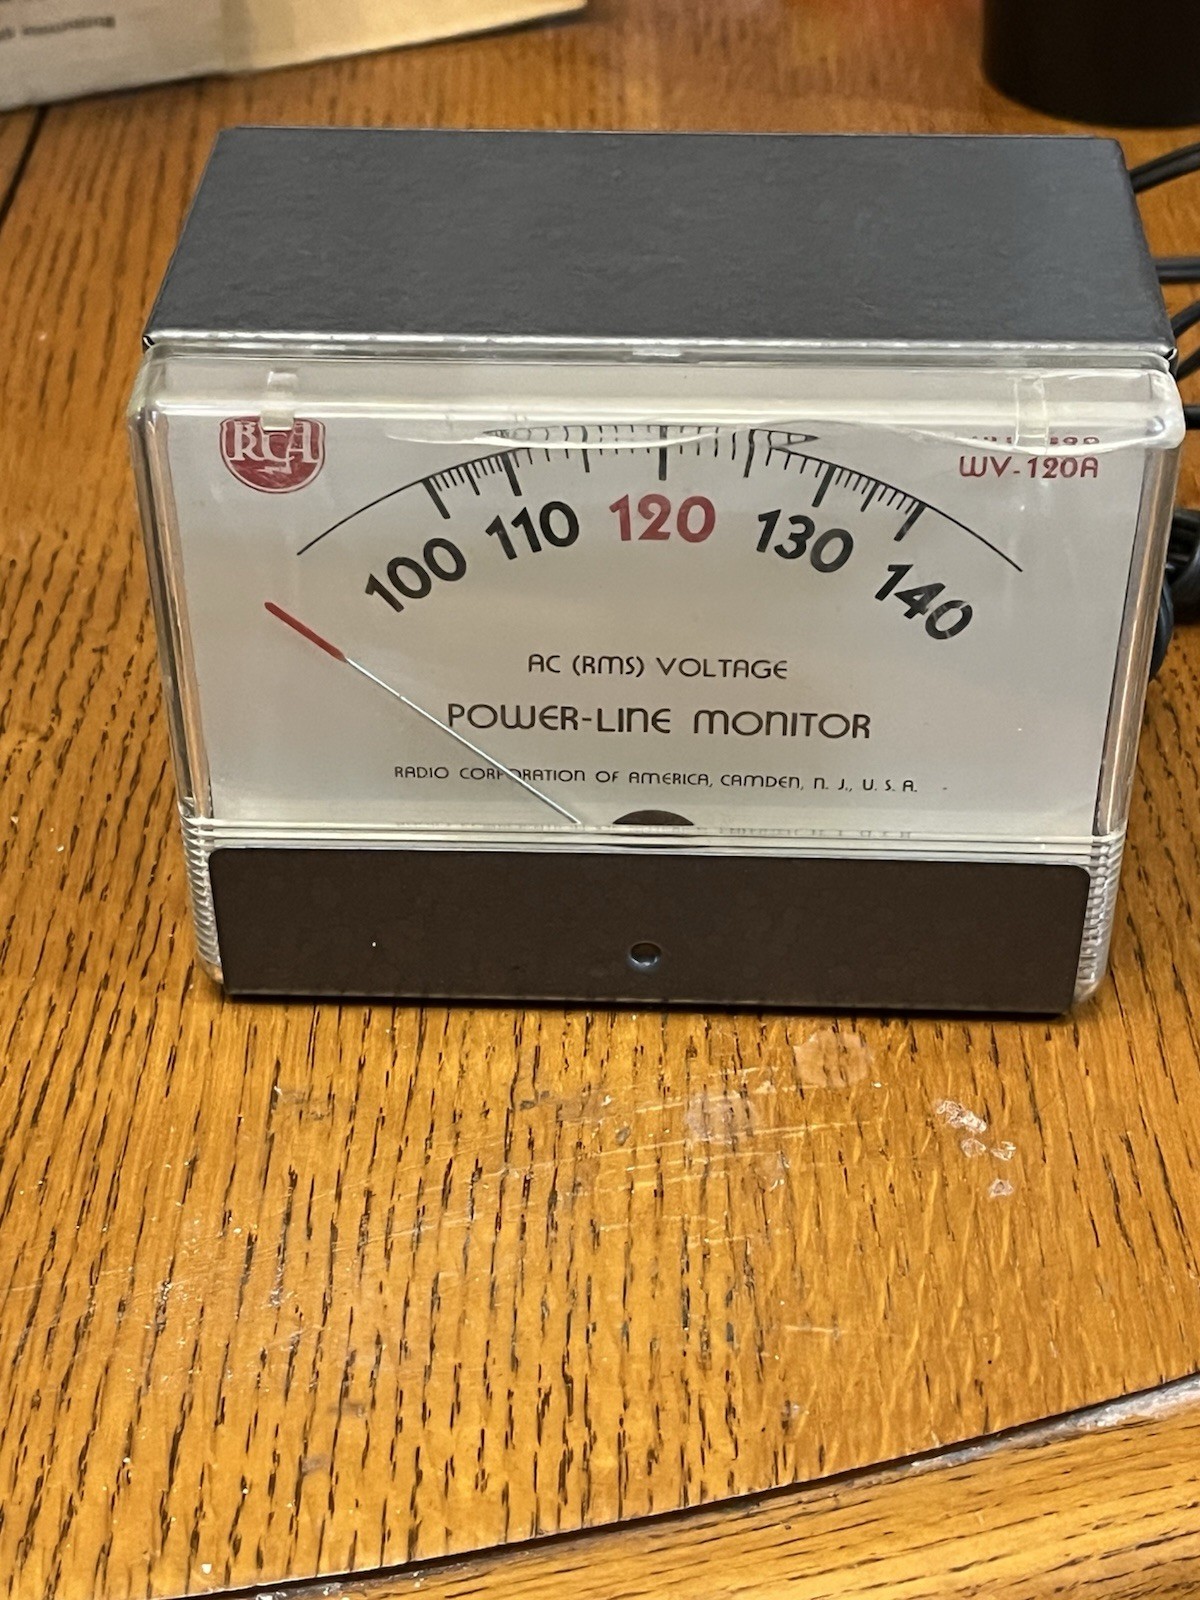 RCA
WV-120A
100 110 120 130 140
AC (RMS) VOLTAGE
POWER-LINE MONITOR
RADIO CORPORATION OF AMERICA, CAMDEN, N. J., U. S. A.